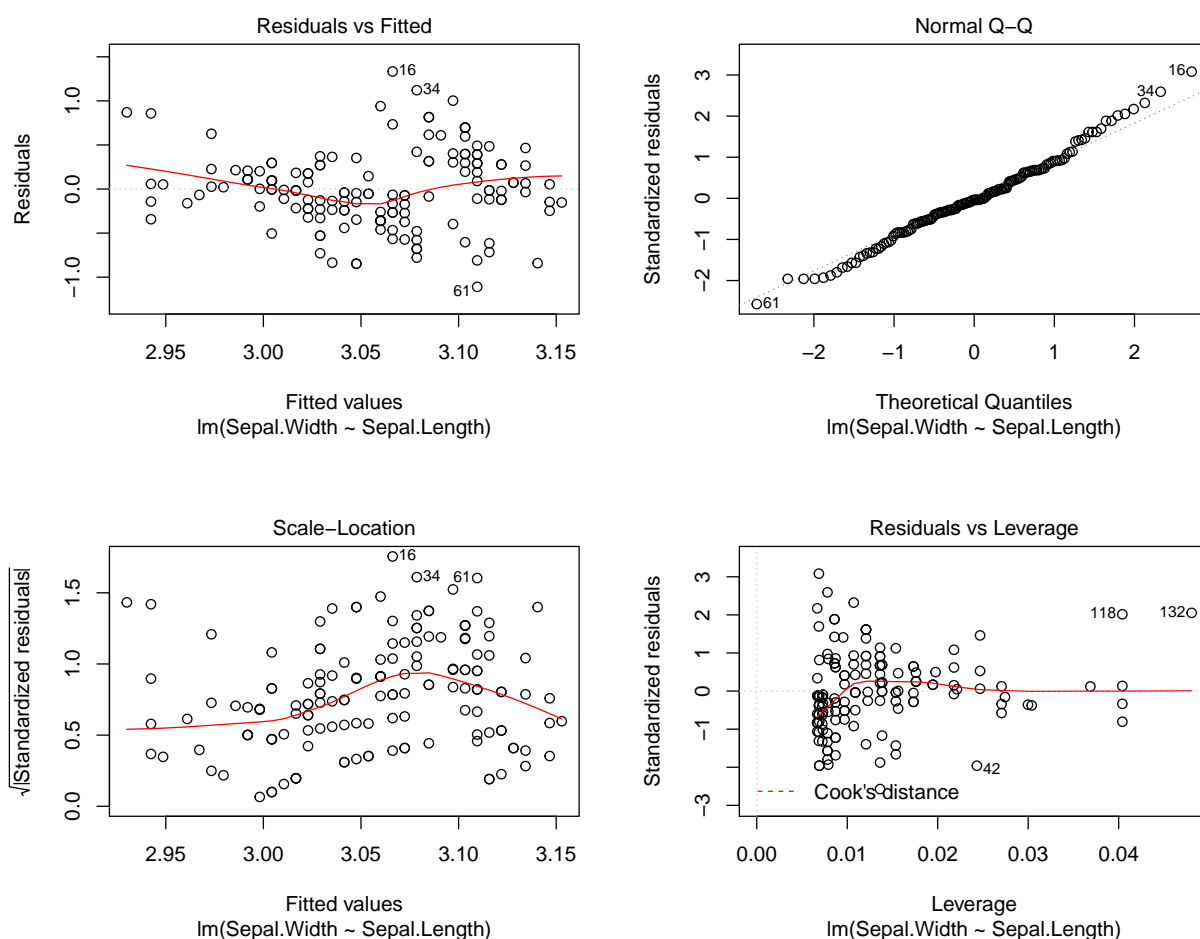 Residuals vs Fitted
Residuals
1.0
0.0
−1.0
16
34
61
2.95 3.00 3.05 3.10 3.15
Fitted values
lm(Sepal.Width ~ Sepal.Length)
Normal Q−Q
Standardized residuals
3
2
1
0
−1
−2
16
34
61
−2 −1 0 1 2
Theoretical Quantiles
lm(Sepal.Width ~ Sepal.Length)
Scale−Location
√|Standardized residuals|
1.5
1.0
0.5
0.0
16
34
61
2.95 3.00 3.05 3.10 3.15
Fitted values
lm(Sepal.Width ~ Sepal.Length)
Residuals vs Leverage
Standardized residuals
3
2
1
0
−1
−3
118
132
42
Cook's distance
0.00 0.01 0.02 0.03 0.04
Leverage
lm(Sepal.Width ~ Sepal.Length)